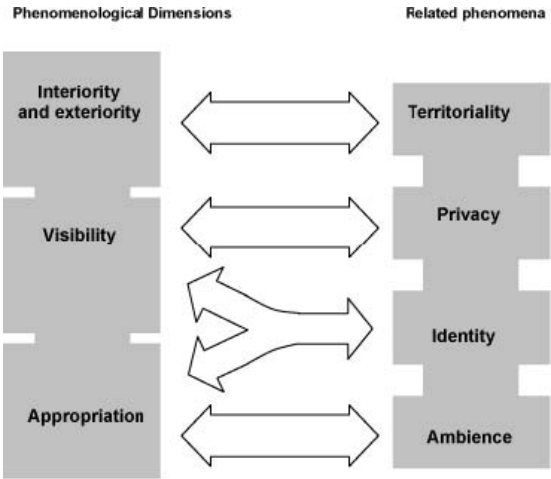 Phenomenological Dimensions
Related phenomena
Interiority
and exteriority
Territoriality
Privacy
Visibility
Identity
Appropriation
Ambience